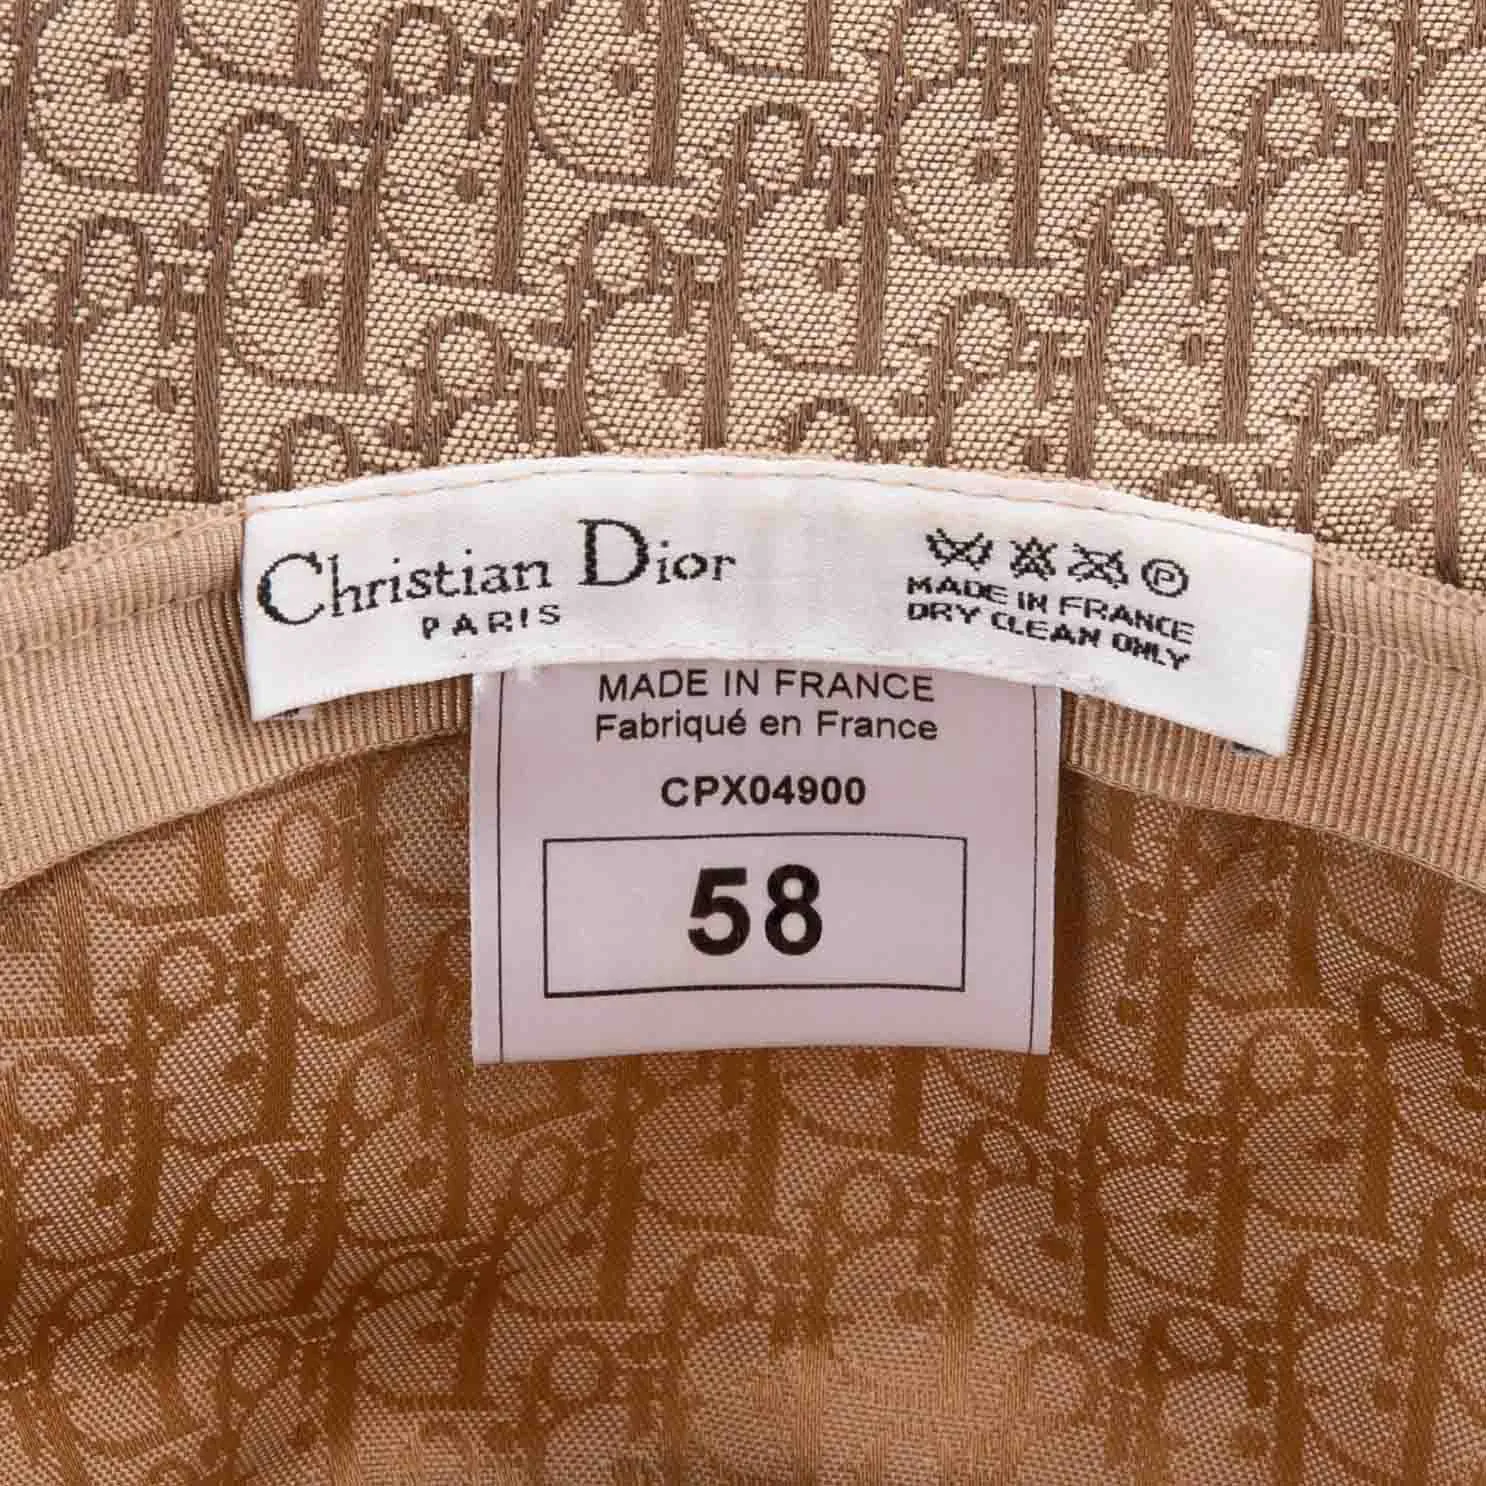 Christian Dior
PARIS
MADE IN FRANCE
DRY CLEAN ONLY
MADE IN FRANCE
Fabriqué en France
CPX04900
58